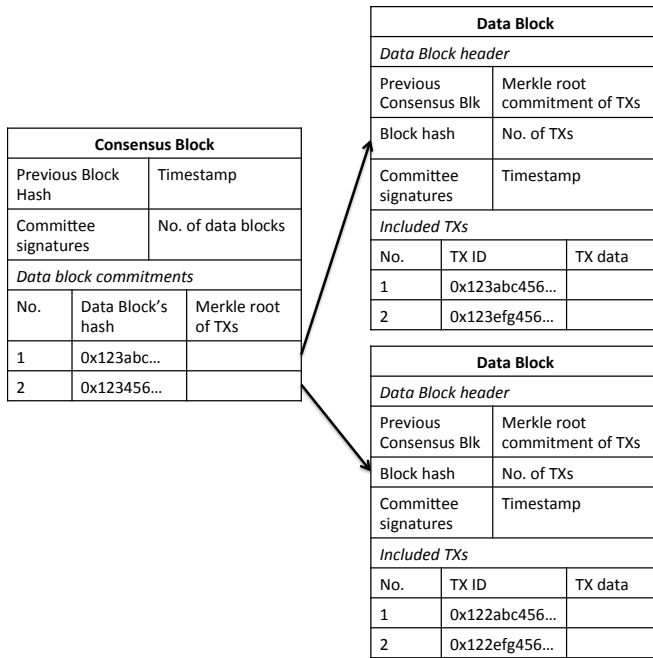 Consensus Block
Previous Block Timestamp
Hash
Committee No. of data blocks
signatures
Data block commitments
No. Data Block's Merkle root
hash of TXs
1 0x123abc...
2 0x123456...
Data Block
Data Block header
Previous Merkle root
Consensus Blk commitment of TXs
Block hash No. of TXs
Committee Timestamp
signatures
Included TXs
No. TX ID TX data
1 0x123abc456...
2 0x123efg456...
Data Block
Data Block header
Previous Merkle root
Consensus Blk commitment of TXs
Block hash No. of TXs
Committee Timestamp
signatures
Included TXs
No. TX ID TX data
1 0x122abc456...
2 0x122efg456...